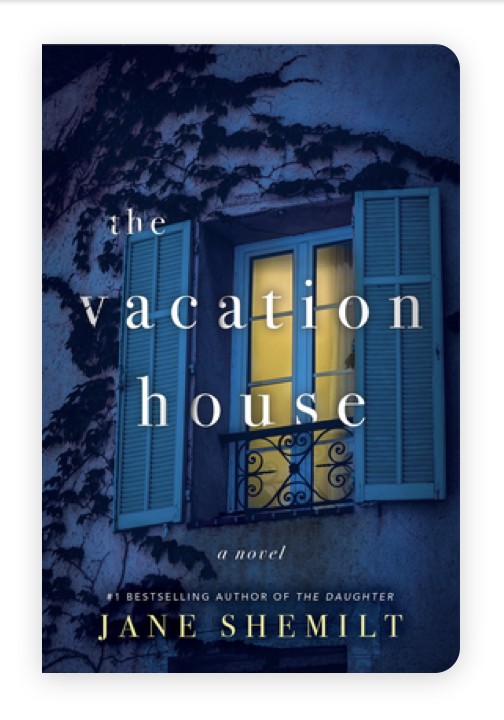 the
vacation
house
a novel
#1 BESTSELLING AUTHOR OF THE DAUGHTER
JANE SHEMILT